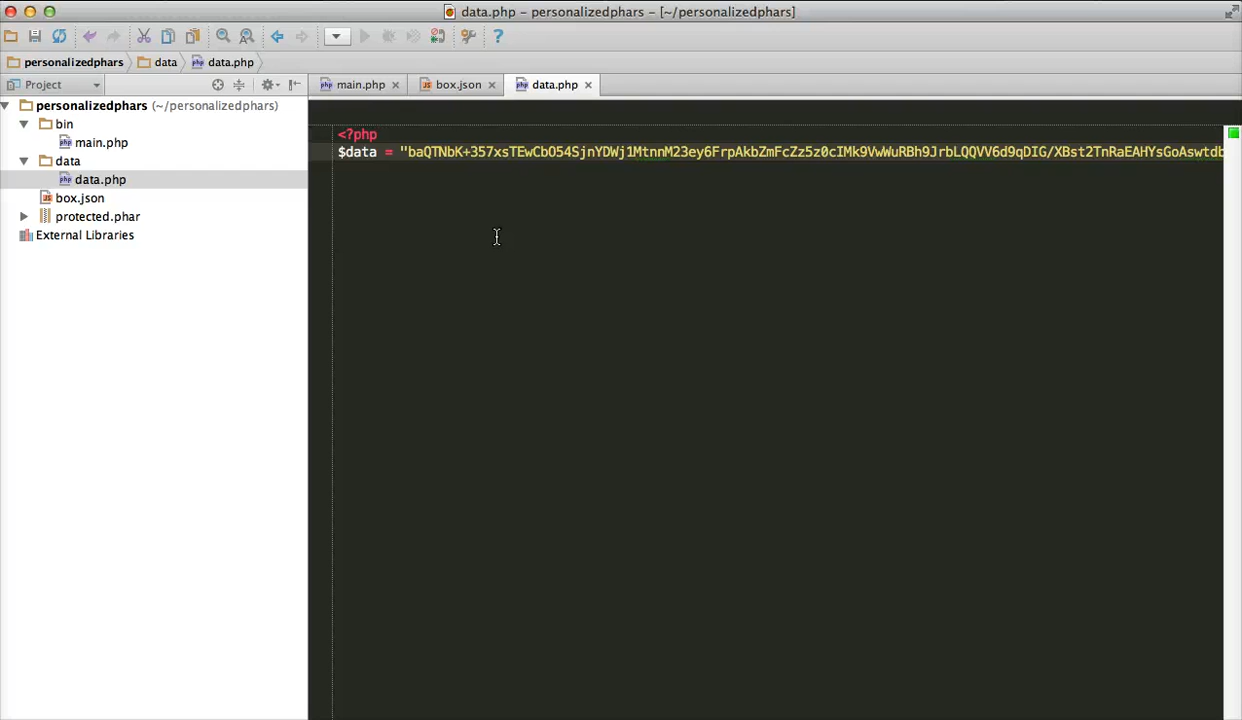 data.php – personalizedphars – [~/personalizedphars]
personalizedphars data data.php
Project main.php box.json data.php
personalizedphars (~/personalizedphars)
bin
main.php
data
data.php
box.json
protected.phar
External Libraries
<?php
$data = "baQTNbK+357xsTEwCbO54SjnYDWj1MtnnM23ey6FrpAkbZmFcZz5z0cIMk9VwWuRBh9JrbLQQVV6d9qDIG/XBst2TnRaEAHYsGoAswtdb